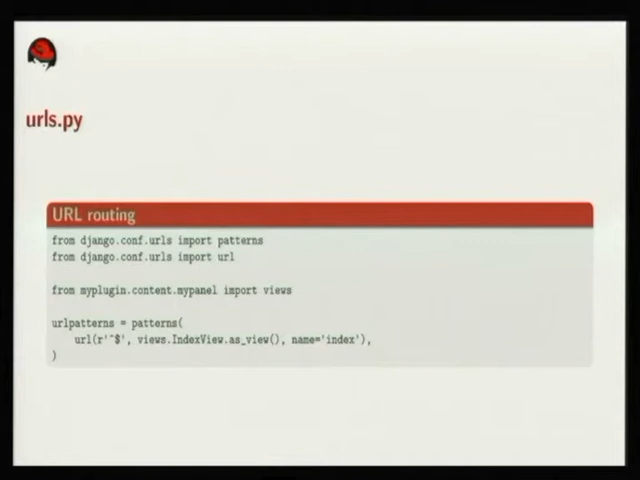 urls.py
URL routing
from django.conf.urls import patterns
from django.conf.urls import url
from myplugin.content.mypanel import views
urlpatterns = patterns(
    url(r'^$', views.IndexView.as_view(), name='index'),
)